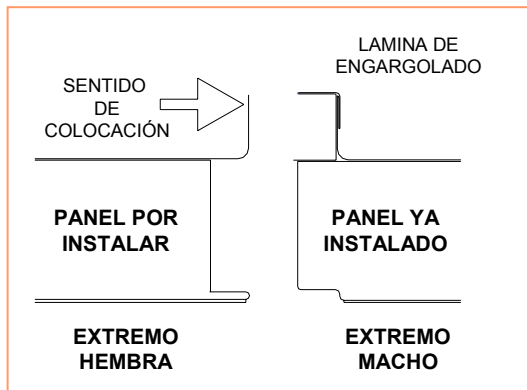 SENTIDO
DE
COLOCACIÓN
LAMINA DE
ENGARGOLADO
PANEL POR
INSTALAR
PANEL YA
INSTALADO
EXTREMO
HEMBRA
EXTREMO
MACHO